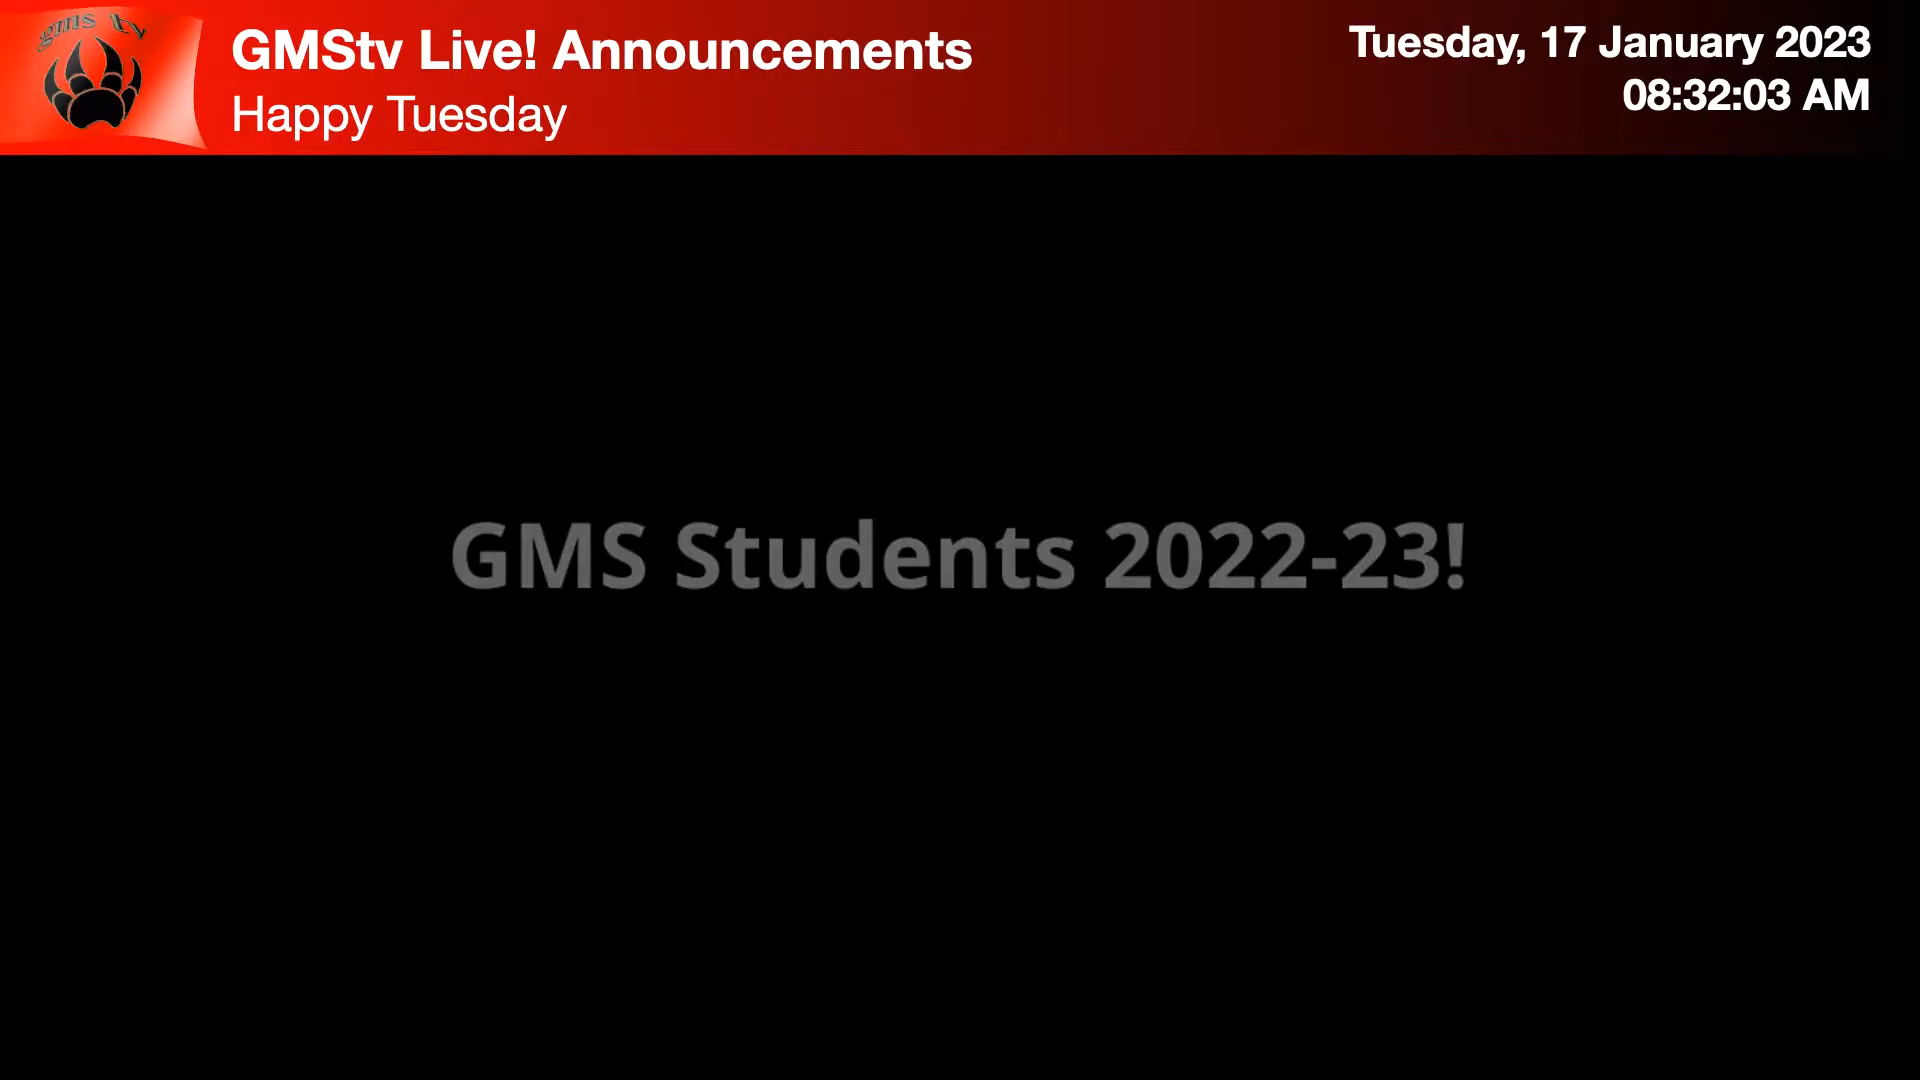 gms tv
GMStv Live! Announcements
Happy Tuesday
Tuesday, 17 January 2023
08:32:03 AM
GMS Students 2022-23!